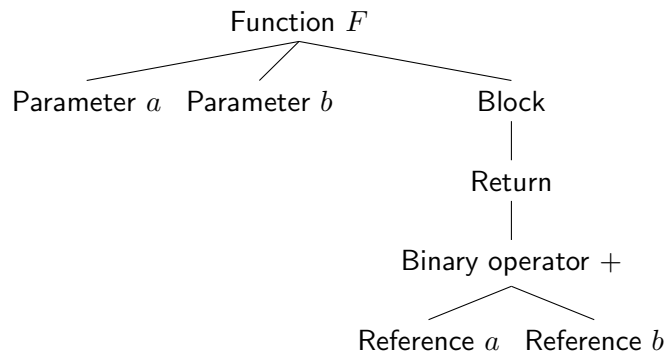 Function F
Parameter a Parameter b Block
Return
Binary operator +
Reference a Reference b